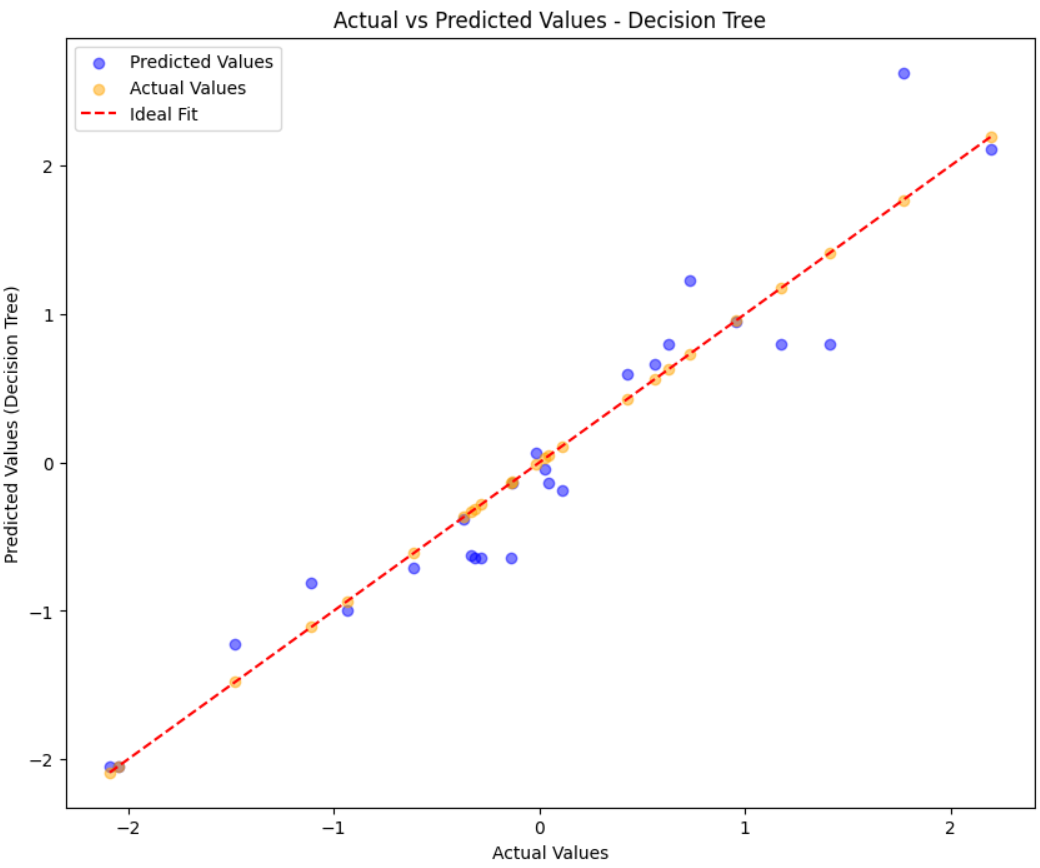 Actual vs Predicted Values - Decision Tree
Predicted Values
Actual Values
Ideal Fit
Predicted Values (Decision Tree)
2
1
0
−1
−2
−2
−1
0
1
2
Actual Values